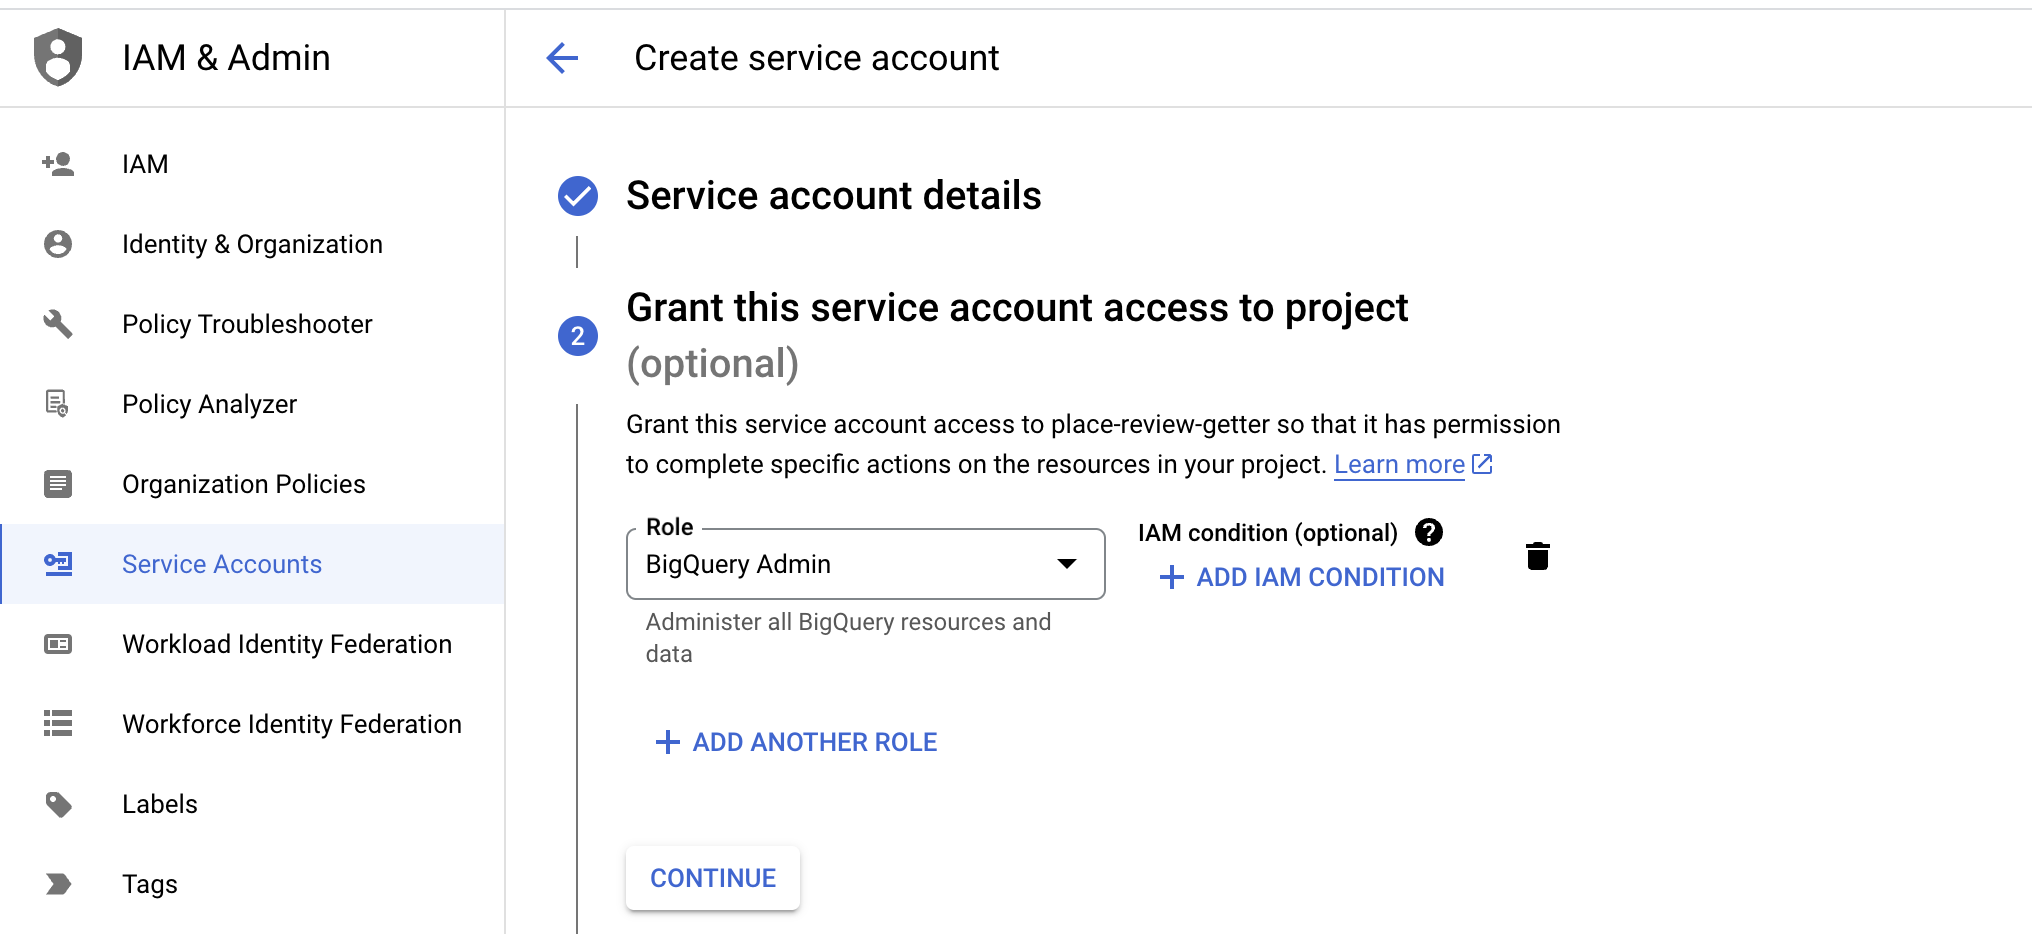 IAM & Admin
Create service account
IAM
Identity & Organization
Policy Troubleshooter
Policy Analyzer
Organization Policies
Service Accounts
Workload Identity Federation
Workforce Identity Federation
Labels
Tags
Service account details
2
Grant this service account access to project
(optional)
Grant this service account access to place-review-getter so that it has permission
to complete specific actions on the resources in your project. Learn more
Role
BigQuery Admin
Administer all BigQuery resources and
data
IAM condition (optional) ?
+ ADD IAM CONDITION
+ ADD ANOTHER ROLE
CONTINUE